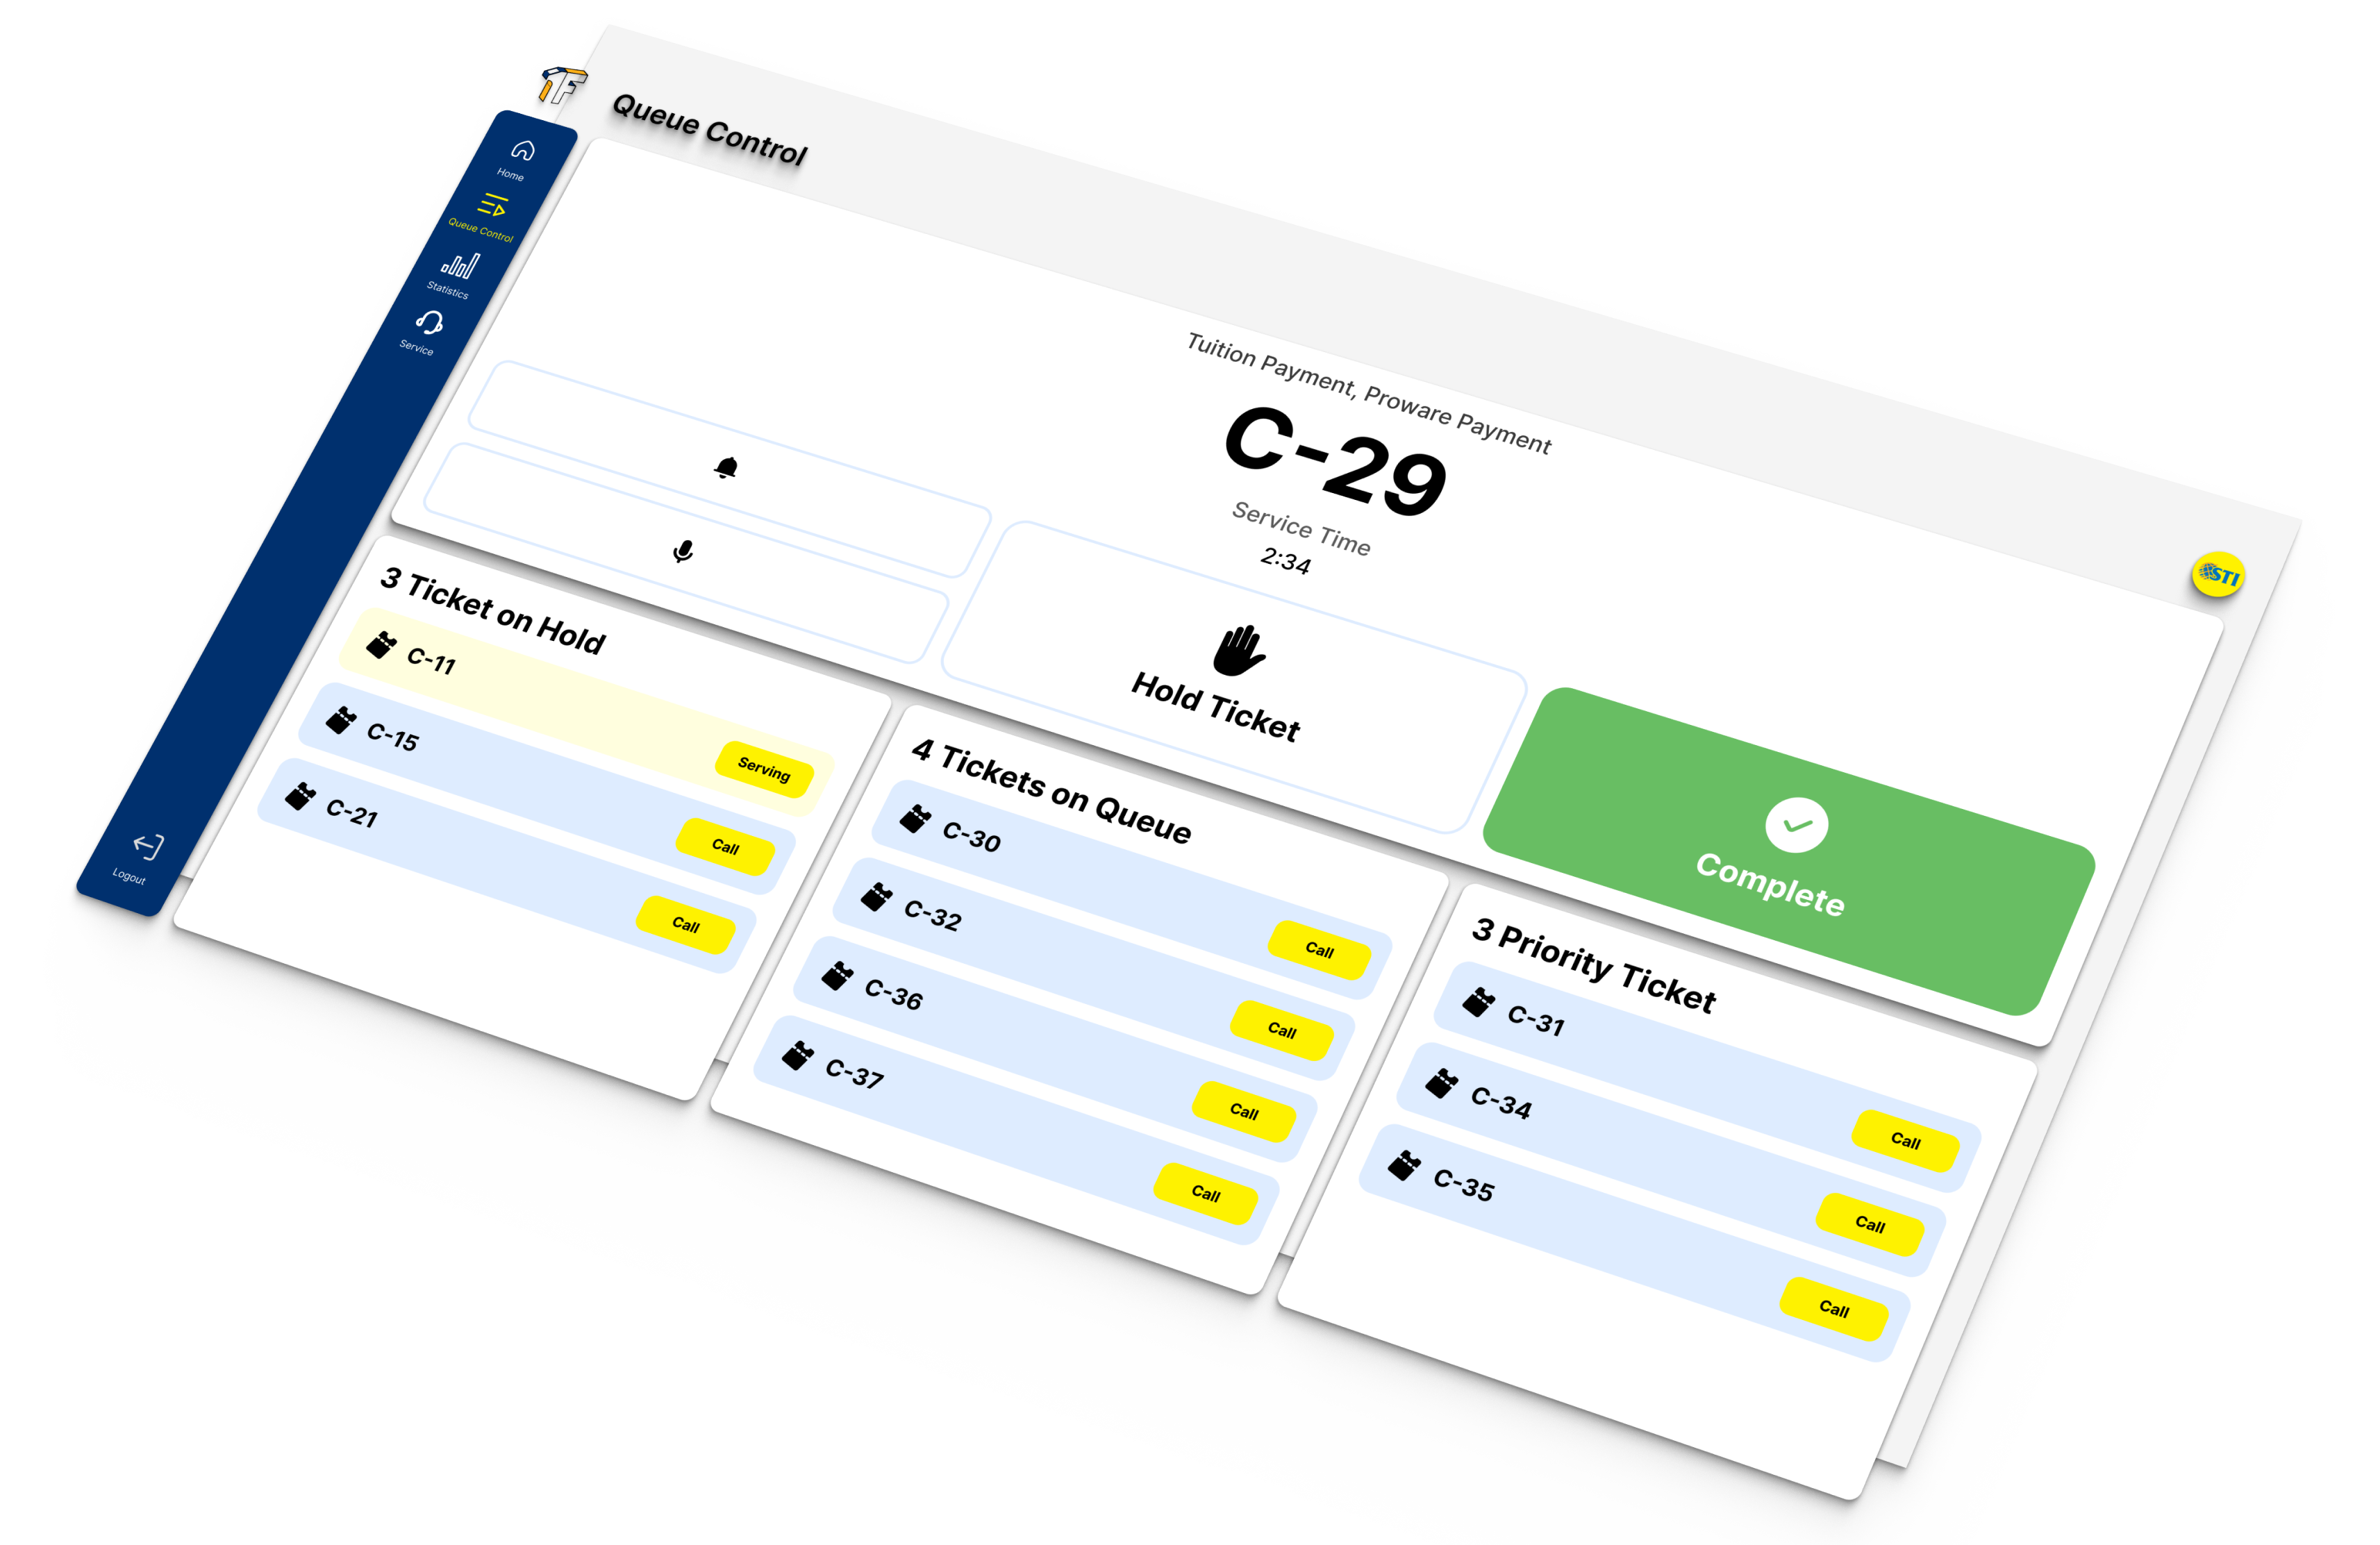 TF
Queue Control
Home
Queue Control
Statistics
Service
Logout
STI
Tuition Payment, Proware Payment
C-29
Service Time
2:34
Hold Ticket
Complete
3 Ticket on Hold
C-11
Serving
C-15
Call
C-21
Call
4 Tickets on Queue
C-30
Call
C-32
Call
C-36
Call
C-37
Call
3 Priority Ticket
C-31
Call
C-34
Call
C-35
Call